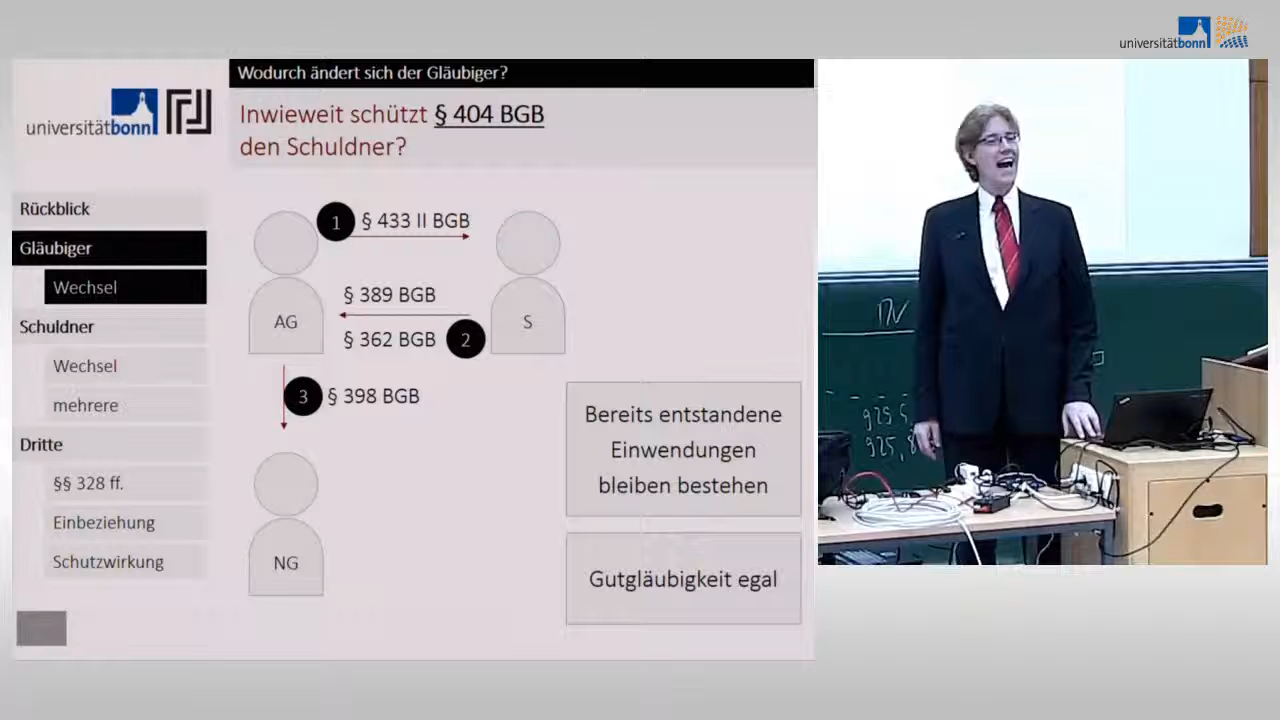 universitätbonn
universitätbonn
Wodurch ändert sich der Gläubiger?
Inwieweit schützt § 404 BGB
den Schuldner?
Rückblick
Gläubiger
Wechsel
Schuldner
Wechsel
mehrere
Dritte
§§ 328 ff.
Einbeziehung
Schutzwirkung
1 § 433 II BGB
§ 389 BGB
AG
S
§ 362 BGB 2
3 § 398 BGB
NG
Bereits entstandene
Einwendungen
bleiben bestehen
Gutgläubigkeit egal